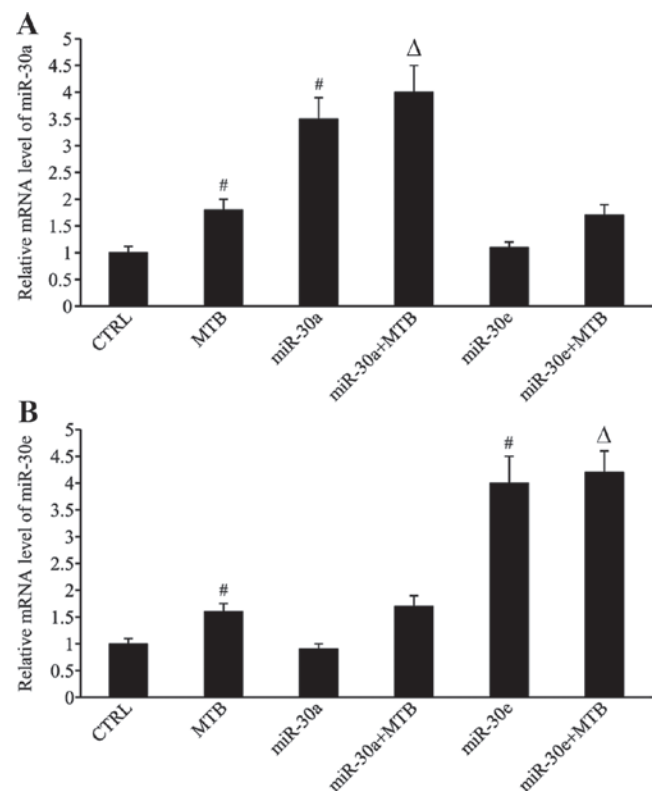 A
Relative mRNA level of miR-30a
5
4.5
4
3.5
3
2.5
2
1.5
1
0.5
0
#
#
Δ
CTRL
MTB
miR-30a
miR-30a+MTB
miR-30e
miR-30e+MTB
B
Relative mRNA level of miR-30e
5
4.5
4
3.5
3
2.5
2
1.5
1
0.5
0
#
#
Δ
CTRL
MTB
miR-30a
miR-30a+MTB
miR-30e
miR-30e+MTB